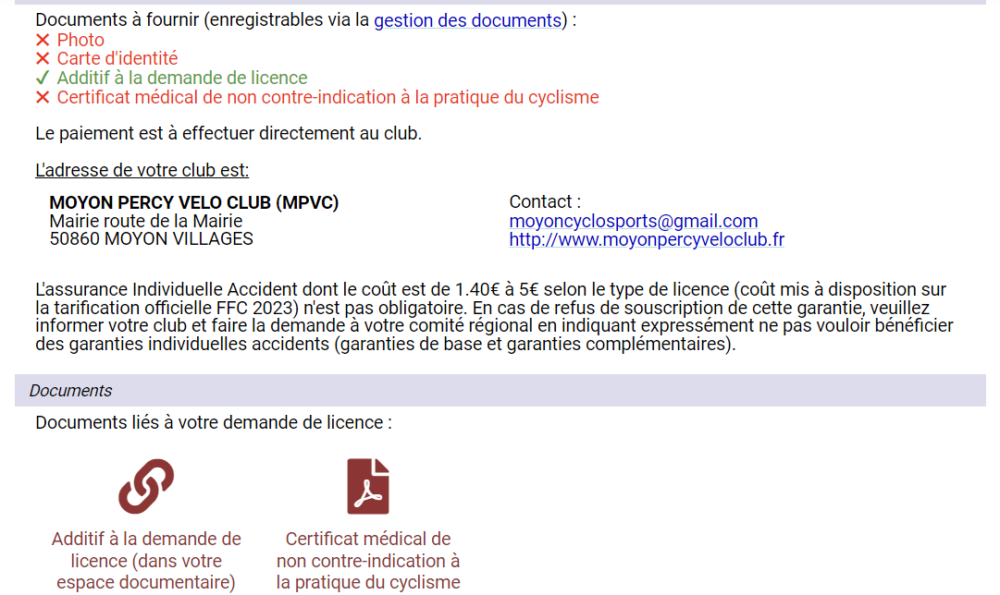 Documents à fournir (enregistrables via la gestion des documents) :
✕ Photo
✕ Carte d'identité
✓ Additif à la demande de licence
✕ Certificat médical de non contre-indication à la pratique du cyclisme
Le paiement est à effectuer directement au club.
L'adresse de votre club est:
MOYON PERCY VELO CLUB (MPVC)
Mairie route de la Mairie
50860 MOYON VILLAGES
Contact :
moyoncyclosports@gmail.com
http://www.moyonpercyveloclub.fr
L'assurance Individuelle Accident dont le coût est de 1.40€ à 5€ selon le type de licence (coût mis à disposition sur
la tarification officielle FFC 2023) n'est pas obligatoire. En cas de refus de souscription de cette garantie, veuillez
informer votre club et faire la demande à votre comité régional en indiquant expressément ne pas vouloir bénéficier
des garanties individuelles accidents (garanties de base et garanties complémentaires).
Documents
Documents liés à votre demande de licence :
Additif à la demande de
licence (dans votre
espace documentaire)
Certificat médical de
non contre-indication à
la pratique du cyclisme